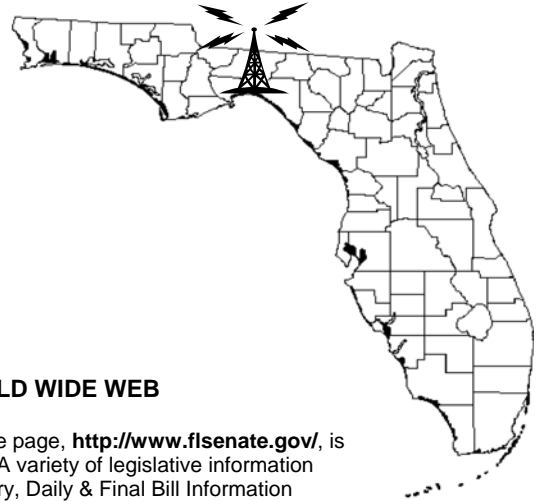 LD WIDE WEB
e page, http://www.flsenate.gov/, is
A variety of legislative information
ry, Daily & Final Bill Information